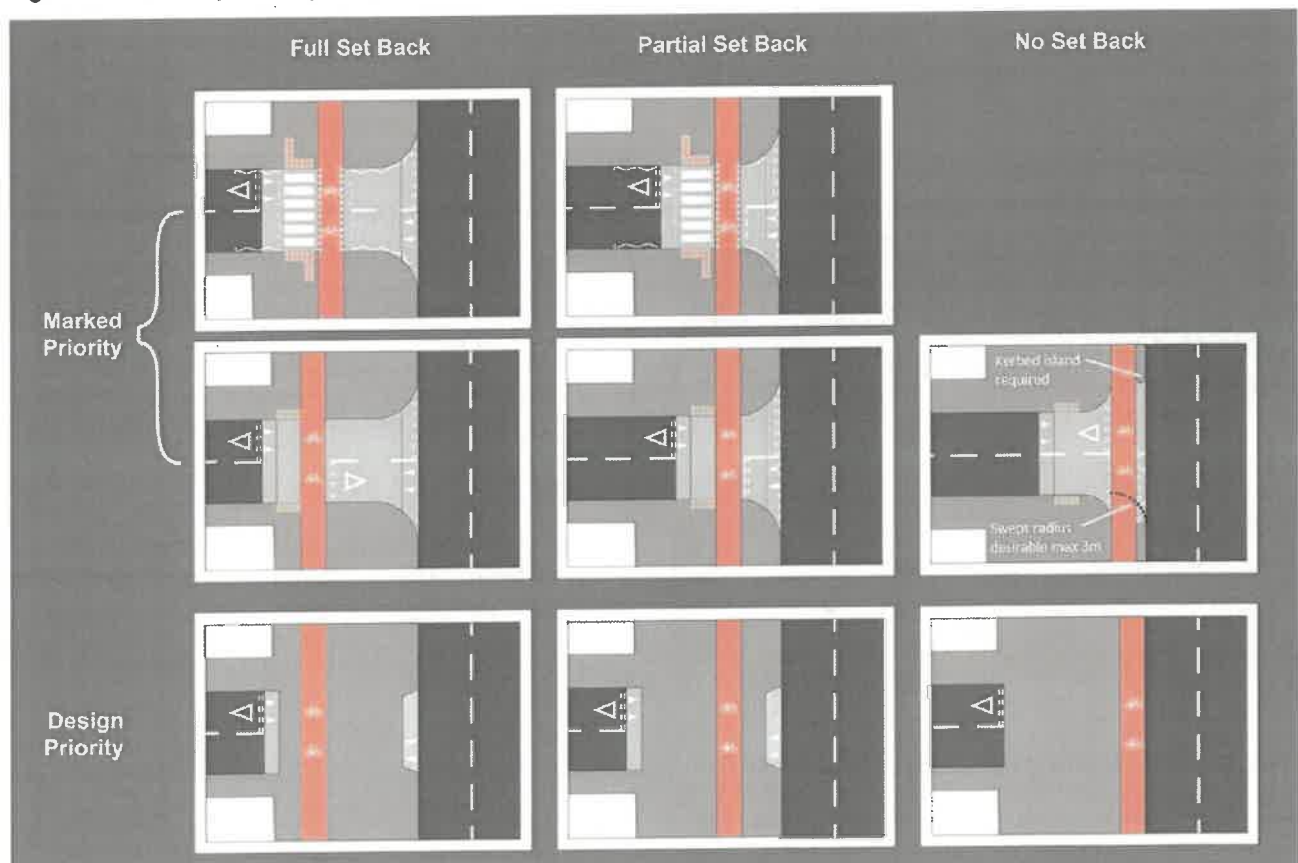 Full Set Back
Partial Set Back
No Set Back
Marked
Priority
Kerbed island
required
Swept radius
desirable max 3m
Design
Priority